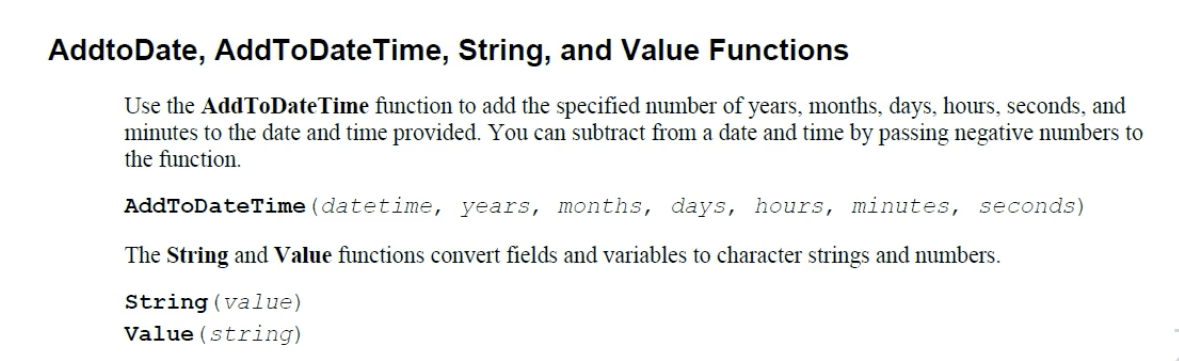 AddtoDate, AddToDateTime, String, and Value Functions
Use the AddToDateTime function to add the specified number of years, months, days, hours, seconds, and
minutes to the date and time provided. You can subtract from a date and time by passing negative numbers to
the function.
AddToDateTime(datetime, years, months, days, hours, minutes, seconds)
The String and Value functions convert fields and variables to character strings and numbers.
String(value)
Value(string)